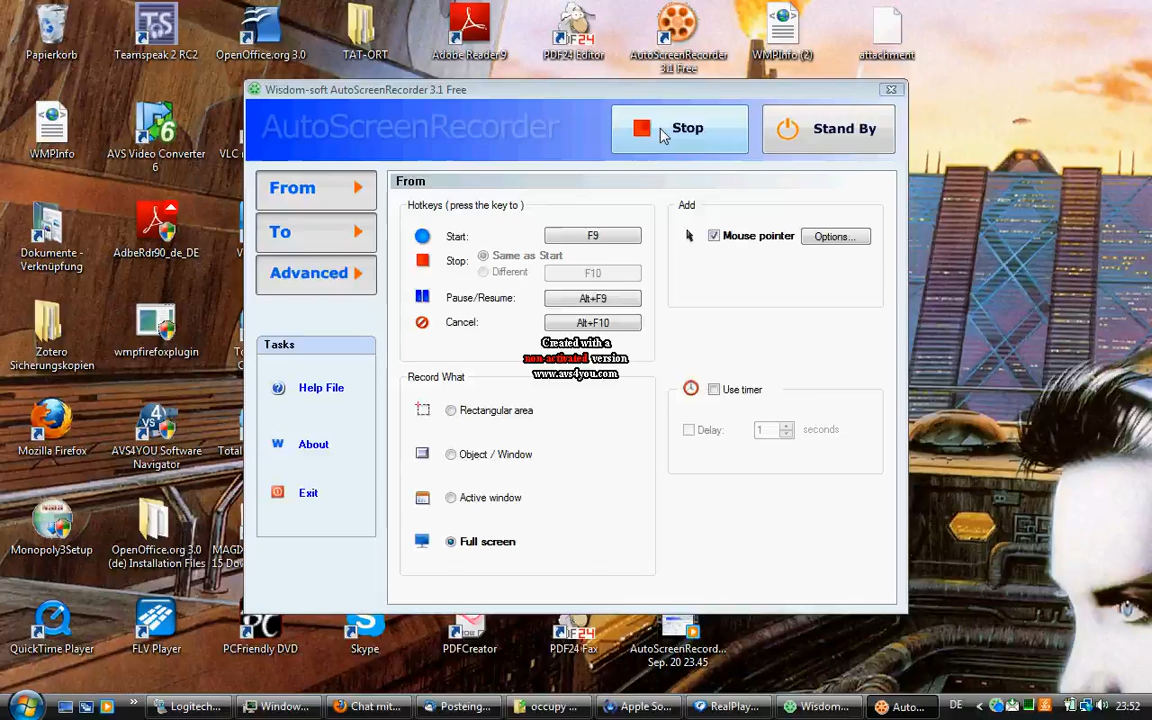 Papierkorb
Teamspeak 2 RC2
OpenOffice.org 3.0
TAT-ORT
Adobe Reader 9
PDF24 Editor
AutoScreenRecorder
3.1 Free
WMPInfo (2)
attachment
Wisdom-soft AutoScreenRecorder 3.1 Free
AutoScreenRecorder
Stop
Stand By
WMPInfo
AVS Video Converter
6
VLC
From
To
Advanced
From
Hotkeys ( press the key to )
Start:
F9
Stop:
Same as Start
Different
F10
Pause/Resume:
Alt+F9
Cancel:
Alt+F10
Add
Mouse pointer
Options...
Dokumente -
Verknüpfung
AdbeRdr90_de_DE
Zotero
Sicherungskopien
wmpfirefoxplugin
Created with a
non-activated version
www.avs4you.com
Tasks
Help File
About
Exit
Record What
Rectangular area
Object / Window
Active window
Full screen
Use timer
Delay:
1
seconds
Mozilla Firefox
AVS4YOU Software
Navigator
Total
Monopoly3Setup
OpenOffice.org 3.0
(de) Installation Files
MAGI
15 Dow
QuickTime Player
FLV Player
PCFriendly DVD
Skype
PDFCreator
PDF24 Fax
AutoScreenRecor...
Sep. 20 23.45
Logitech...
Window...
Chat mit...
Posteing...
occupy ...
Apple So...
RealPlay...
Wisdom...
Auto...
DE
23:52